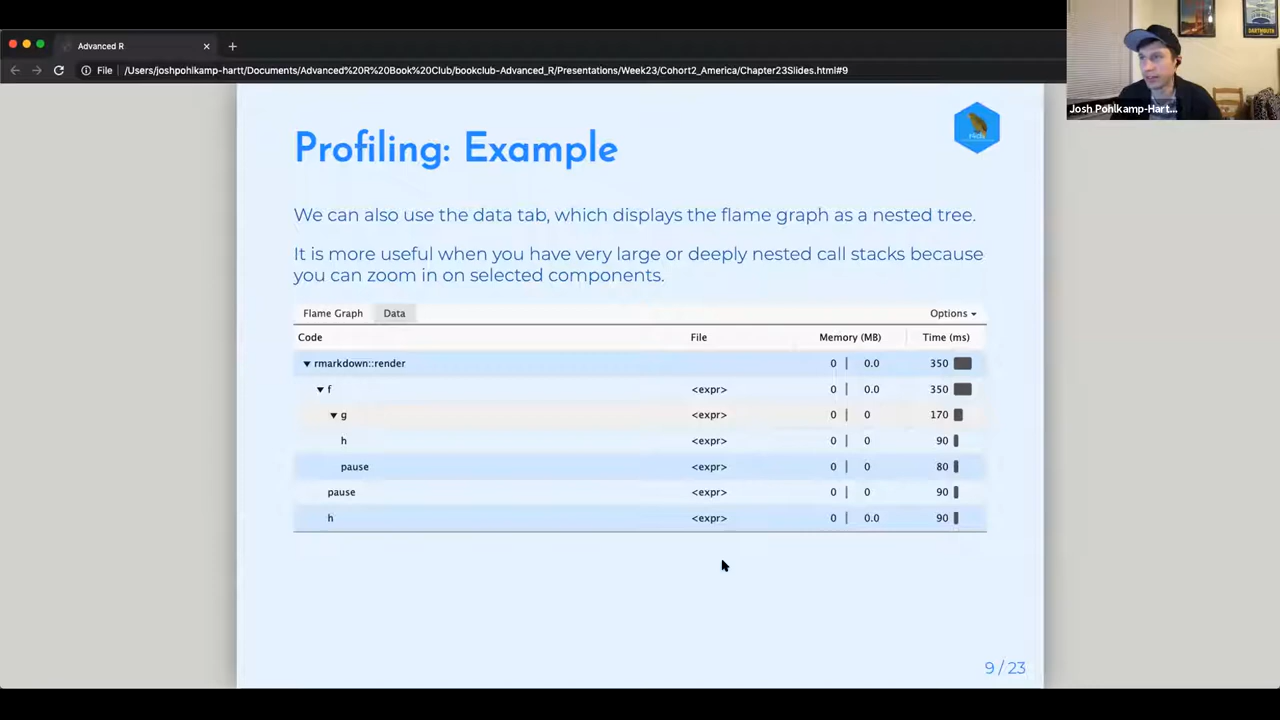 Advanced R
File /Users/joshpohlkamp-hartt/Documents/Advanced%20R%20Book%20Club/bookclub-Advanced_R/Presentations/Week23/Cohort2_America/Chapter23Slides.html#9
DARTMOUTH
Josh Pohlkamp-Hart...
Profiling: Example
r4ds
We can also use the data tab, which displays the flame graph as a nested tree.
It is more useful when you have very large or deeply nested call stacks because
you can zoom in on selected components.
Flame Graph Data Options
Code File Memory (MB) Time (ms)
rmarkdown::render 0 0.0 350
f <expr> 0 0.0 350
g <expr> 0 0 170
h <expr> 0 0 90
pause <expr> 0 0 80
pause <expr> 0 0 90
h <expr> 0 0.0 90
9 / 23